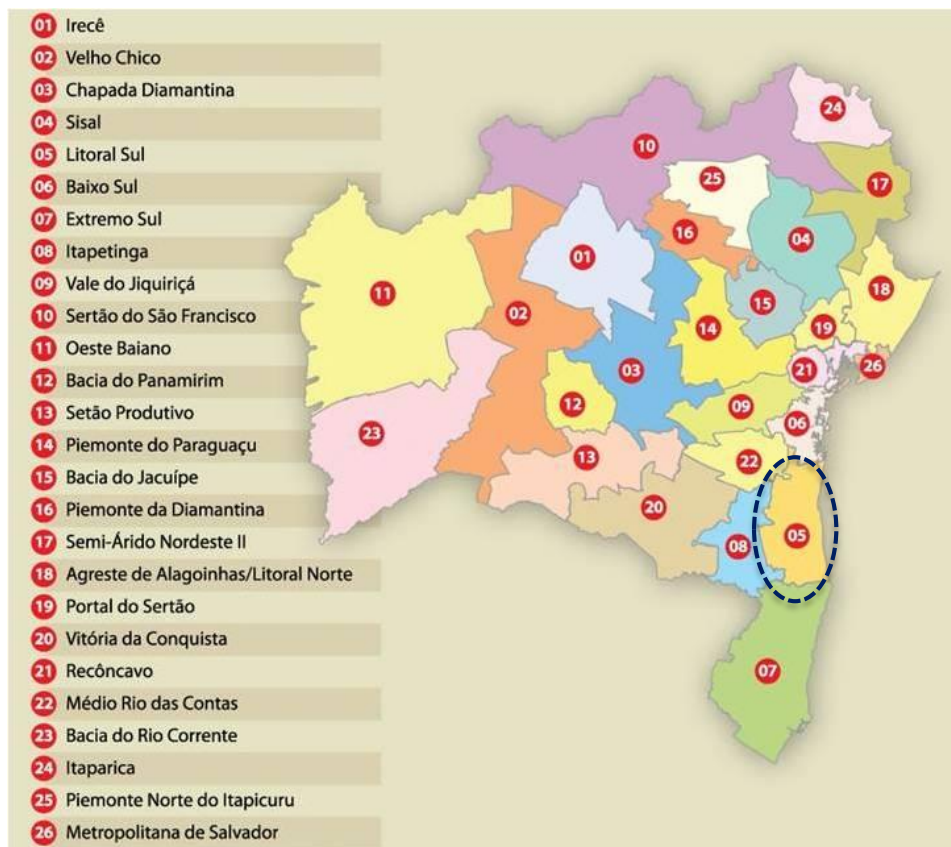 01 Irecê
02 Velho Chico
03 Chapada Diamantina
04 Sisal
05 Litoral Sul
06 Baixo Sul
07 Extremo Sul
08 Itapetinga
09 Vale do Jiquiriçá
10 Sertão do São Francisco
11 Oeste Baiano
12 Bacia do Panamirim
13 Setão Produtivo
14 Piemonte do Paraguaçu
15 Bacia do Jacuípe
16 Piemonte da Diamantina
17 Semi-Árido Nordeste II
18 Agreste de Alagoinhas/Litoral Norte
19 Portal do Sertão
20 Vitória da Conquista
21 Recôncavo
22 Médio Rio das Contas
23 Bacia do Rio Corrente
24 Itaparica
25 Piemonte Norte do Itapicuru
26 Metropolitana de Salvador
24
10
25
17
16
04
01
11
18
15
02
14
19
03
21
26
12
09
06
23
13
22
20
05
08
07